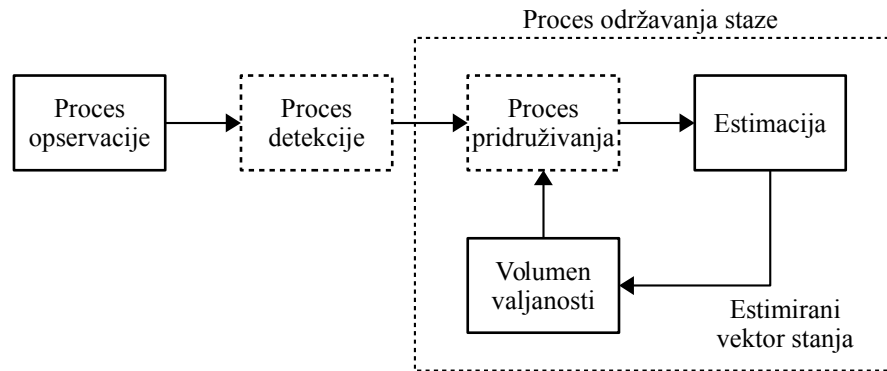 Proces održavanja staze
Proces
opservacije
Proces
detekcije
Proces
pridruživanja
Estimacija
Volumen
valjanosti
Estimirani
vektor stanja